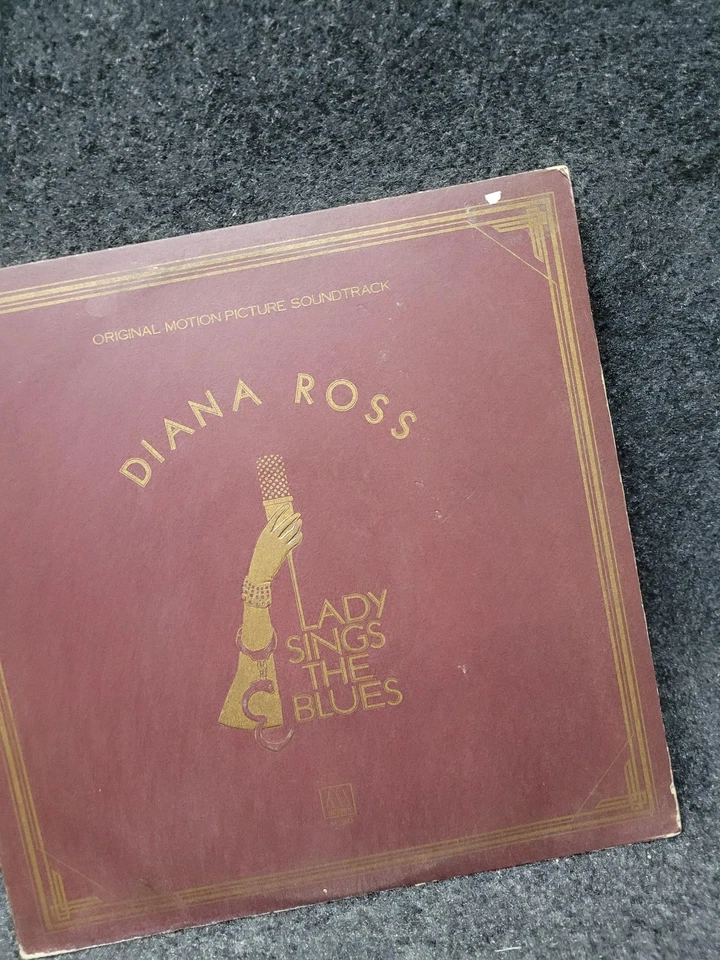 ORIGINAL MOTION PICTURE SOUNDTRACK
DIANA ROSS
LADY
SINGS
THE
BLUES